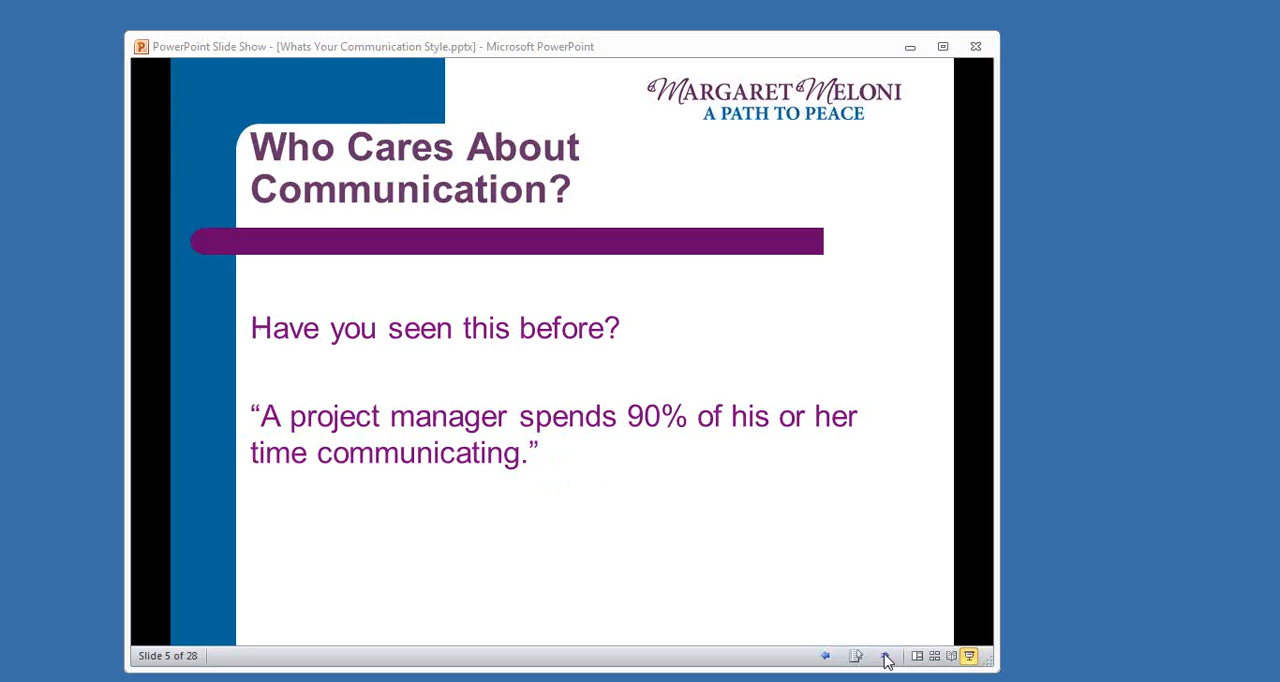 PowerPoint Slide Show - [Whats Your Communication Style.pptx] - Microsoft PowerPoint
MARGARET MELONI
A PATH TO PEACE
Who Cares About
Communication?
Have you seen this before?
“A project manager spends 90% of his or her
time communicating.”
Slide 5 of 28